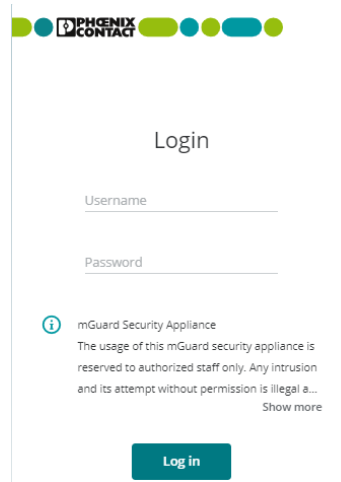 PHŒNIX
CONTACT
Login
Username
Password
mGuard Security Appliance
The usage of this mGuard security appliance is
reserved to authorized staff only. Any intrusion
and its attempt without permission is illegal a...
Show more
Log in